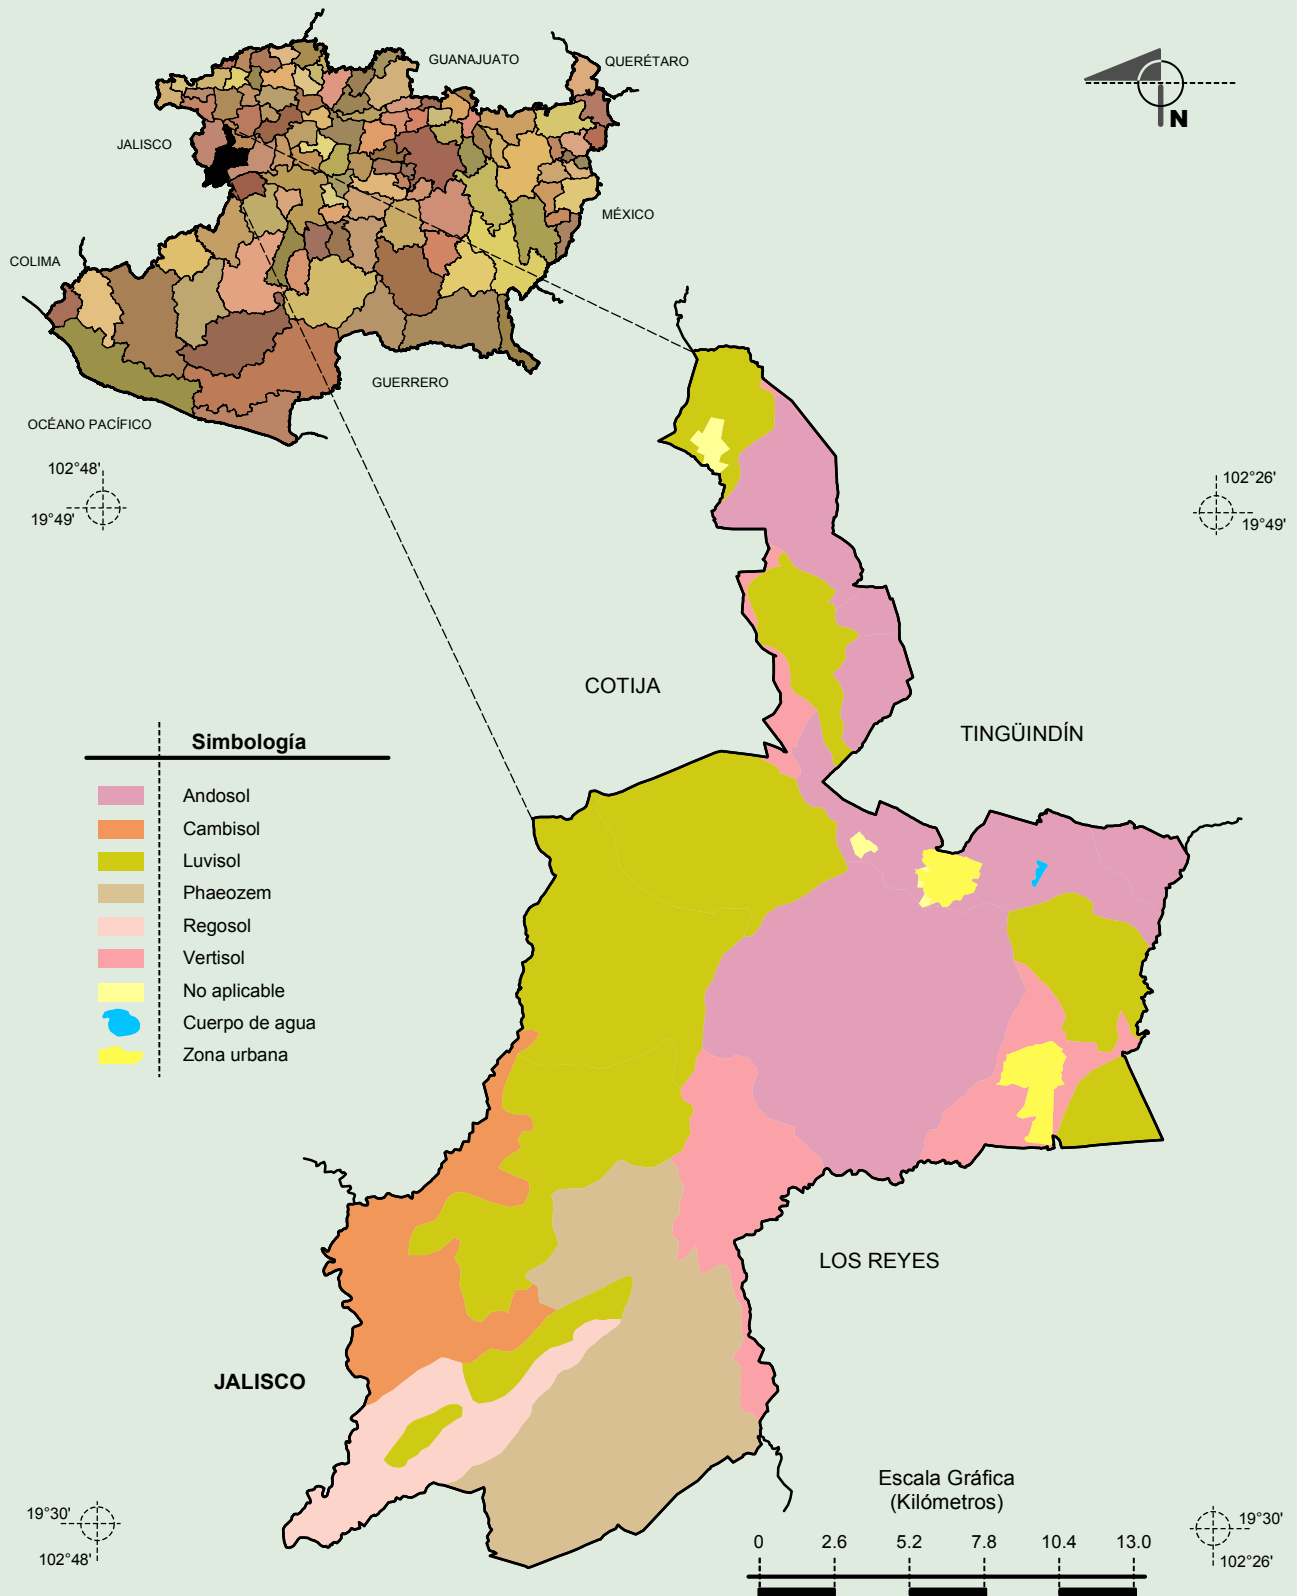 GUANAJUATO
QUERÉTARO
JALISCO
MÉXICO
COLIMA
GUERRERO
OCÉANO PACÍFICO
N
102°48'
19°49'
102°26'
19°49'
COTIJA
TINGÜINDÍN
Simbología
Andosol
Cambisol
Luvisol
Phaeozem
Regosol
Vertisol
No aplicable
Cuerpo de agua
Zona urbana
LOS REYES
JALISCO
Escala Gráfica
(Kilómetros)
0 2.6 5.2 7.8 10.4 13.0
19°30'
102°48'
19°30'
102°26'